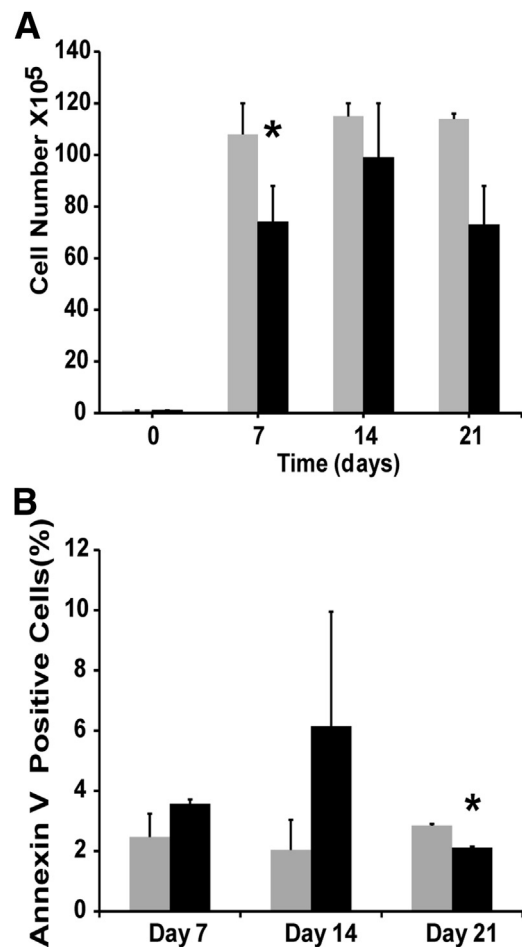 A
Cell Number X10⁵
140
120
100
80
60
40
20
0
*
0 7 14 21
Time (days)
B
Annexin V Positive Cells(%)
12
10
8
6
4
2
0
*
Day 7 Day 14 Day 21